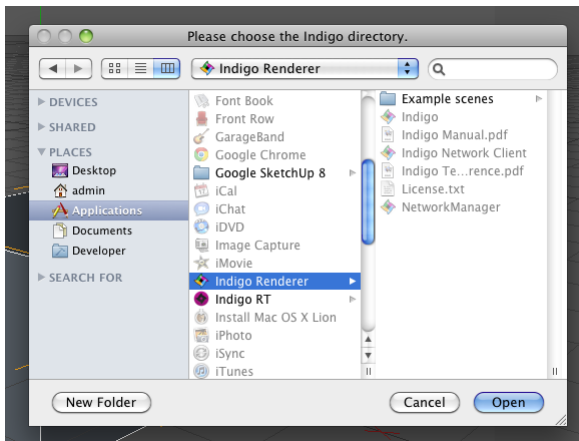 Please choose the Indigo directory.
Indigo Renderer
DEVICES
SHARED
PLACES
Desktop
admin
Applications
Documents
Developer
SEARCH FOR
Font Book
Front Row
GarageBand
Google Chrome
Google SketchUp 8
iCal
iChat
iDVD
Image Capture
iMovie
Indigo Renderer
Indigo RT
Install Mac OS X Lion
iPhoto
iSync
iTunes
Example scenes
Indigo
Indigo Manual.pdf
Indigo Network Client
Indigo Te...rence.pdf
License.txt
NetworkManager
New Folder
Cancel
Open